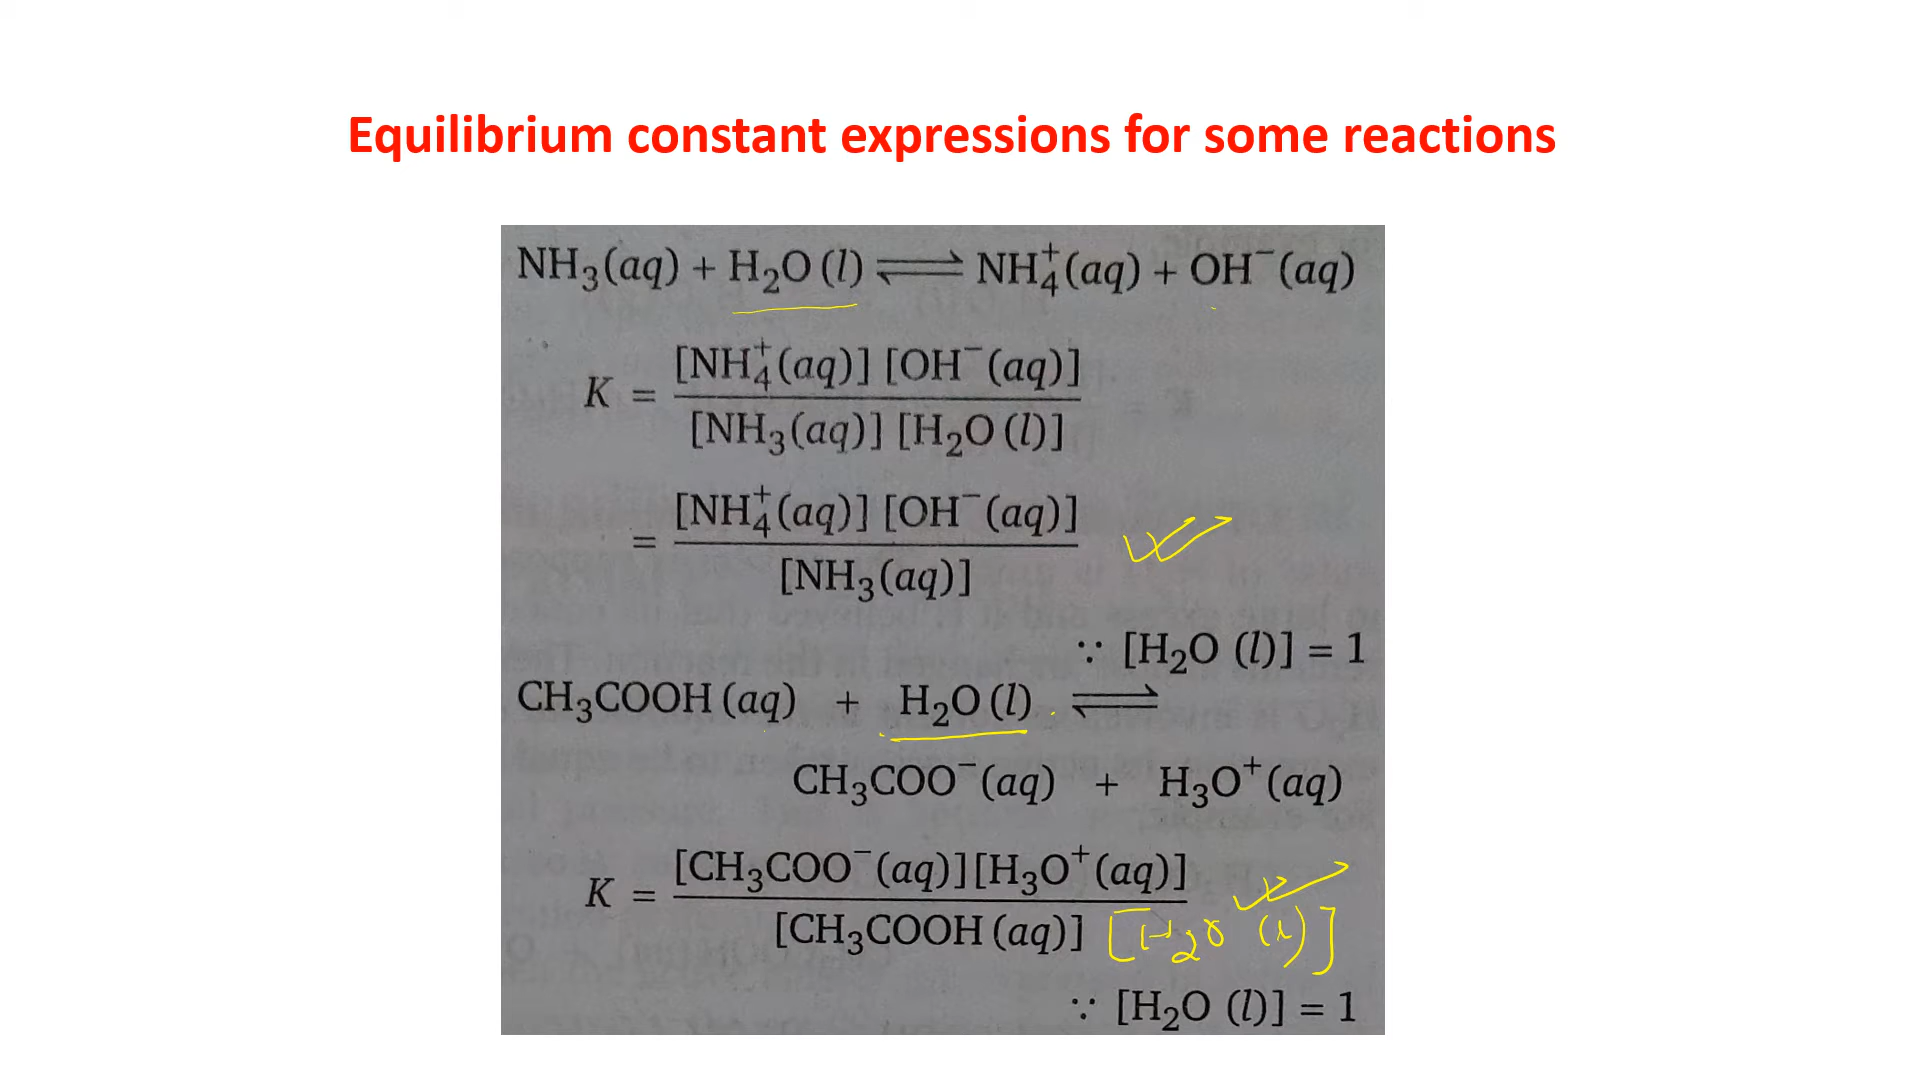 Equilibrium constant expressions for some reactions
NH₃(aq) + H₂O(l) ⇌ NH₄⁺(aq) + OH⁻(aq)
K = [NH₄⁺(aq)] [OH⁻(aq)] / [NH₃(aq)] [H₂O(l)]
= [NH₄⁺(aq)] [OH⁻(aq)] / [NH₃(aq)]
∵ [H₂O (l)] = 1
CH₃COOH(aq) + H₂O(l) ⇌
CH₃COO⁻(aq) + H₃O⁺(aq)
K = [CH₃COO⁻(aq)][H₃O⁺(aq)] / [CH₃COOH(aq)] [H₂O (l)]
∵ [H₂O (l)] = 1